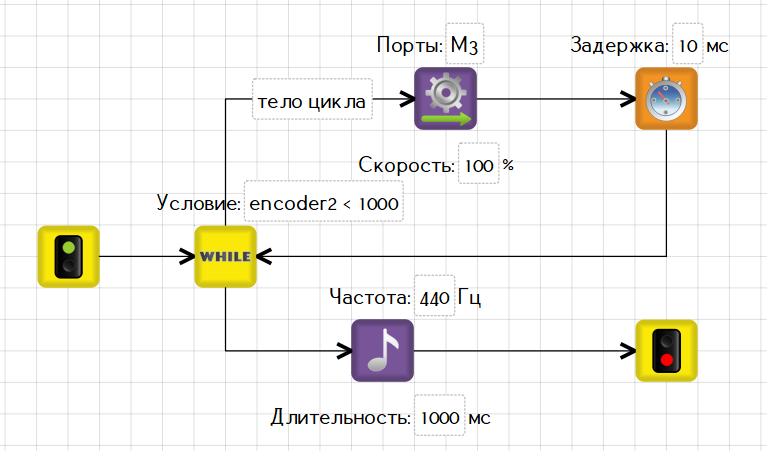 Порты: M3
Задержка: 10 мс
тело цикла
Скорость: 100 %
Условие: encoder2 < 1000
WHILE
Частота: 440 Гц
Длительность: 1000 мс